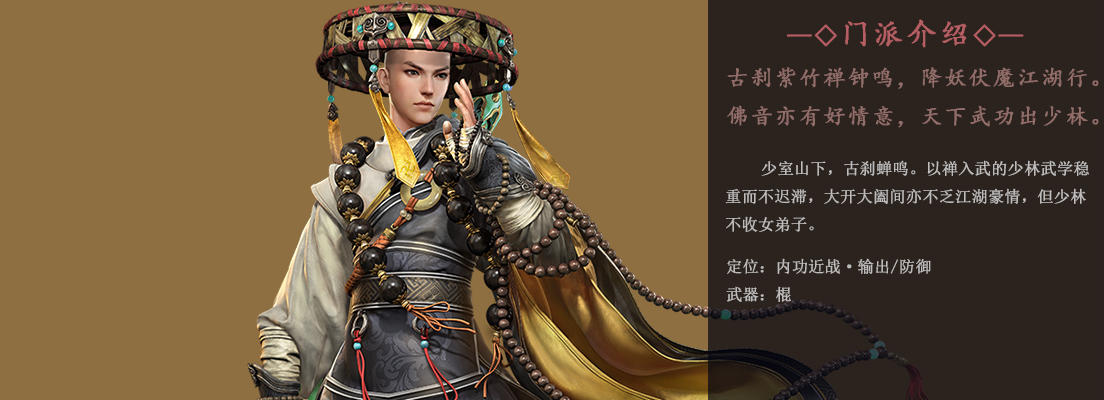 —◇门派介绍◇—
古刹紫竹禅钟鸣，降妖伏魔江湖行。
佛音亦有好情意，天下武功出少林。
少室山下，古刹蝉鸣。以禅入武的少林武学稳
重而不迟滞，大开大阖间亦不乏江湖豪情，但少林
不收女弟子。
定位：内功近战·输出/防御
武器：棍